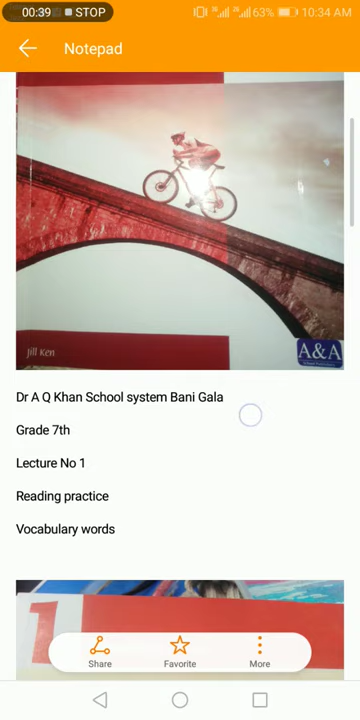 00:39 STOP 63% 10:34 AM
Notepad
Jill Ken
A&A
Dr A Q Khan School system Bani Gala
Grade 7th
Lecture No 1
Reading practice
Vocabulary words
1
Share Favorite More